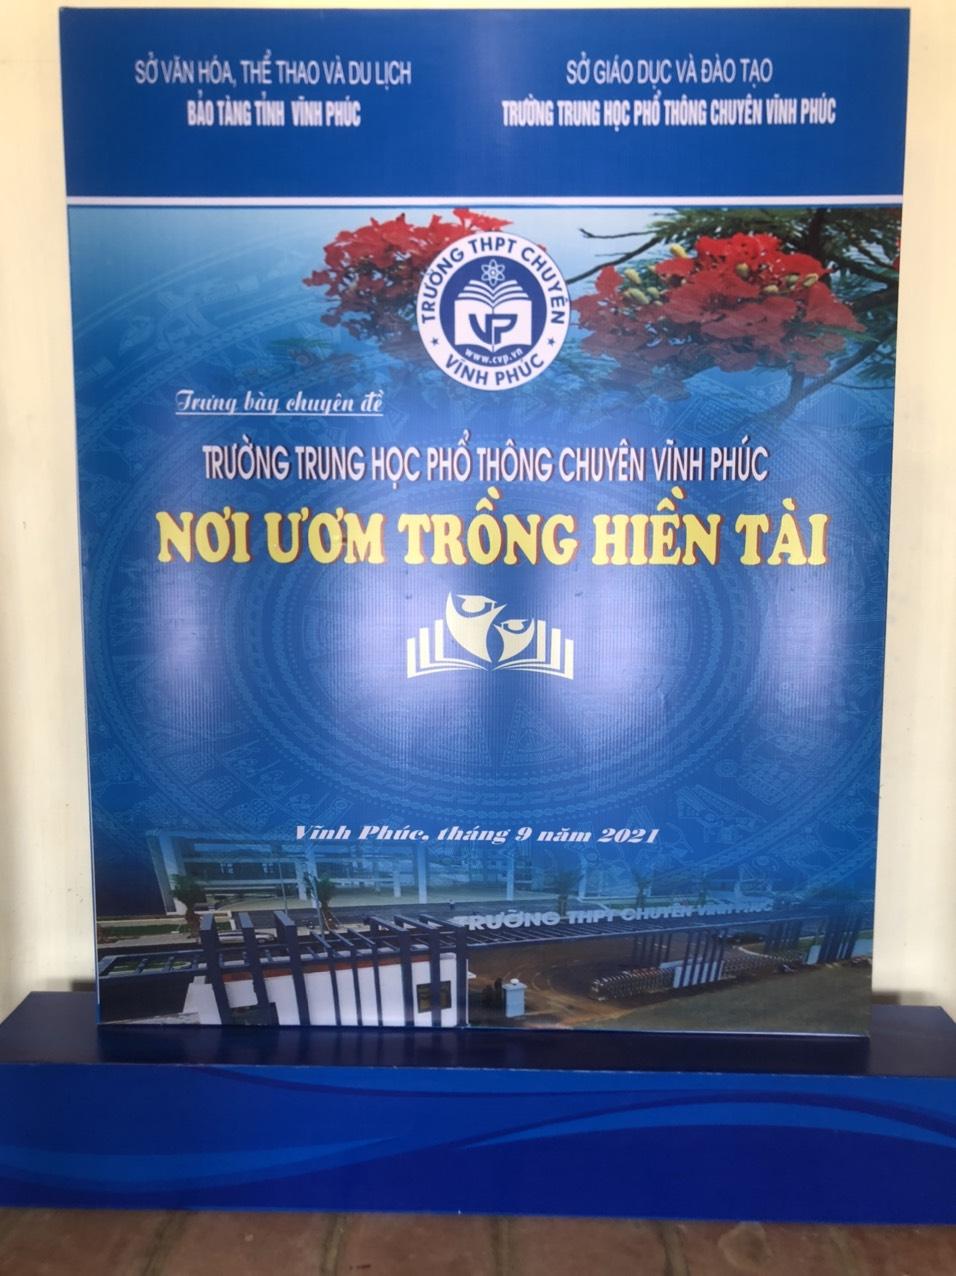 SỞ VĂN HÓA, THỂ THAO VÀ DU LỊCH
BẢO TÀNG TỈNH VĨNH PHÚC
SỞ GIÁO DỤC VÀ ĐÀO TẠO
TRƯỜNG TRUNG HỌC PHỔ THÔNG CHUYÊN VĨNH PHÚC
TRƯỜNG THPT CHUYÊN
VP
www.cvp.vn
VĨNH PHÚC
Trưng bày chuyên đề
TRƯỜNG TRUNG HỌC PHỔ THÔNG CHUYÊN VĨNH PHÚC
NƠI ƯƠM TRỒNG HIỀN TÀI
Vĩnh Phúc, tháng 9 năm 2021
TRƯỜNG THPT CHUYÊN VĨNH PHÚC